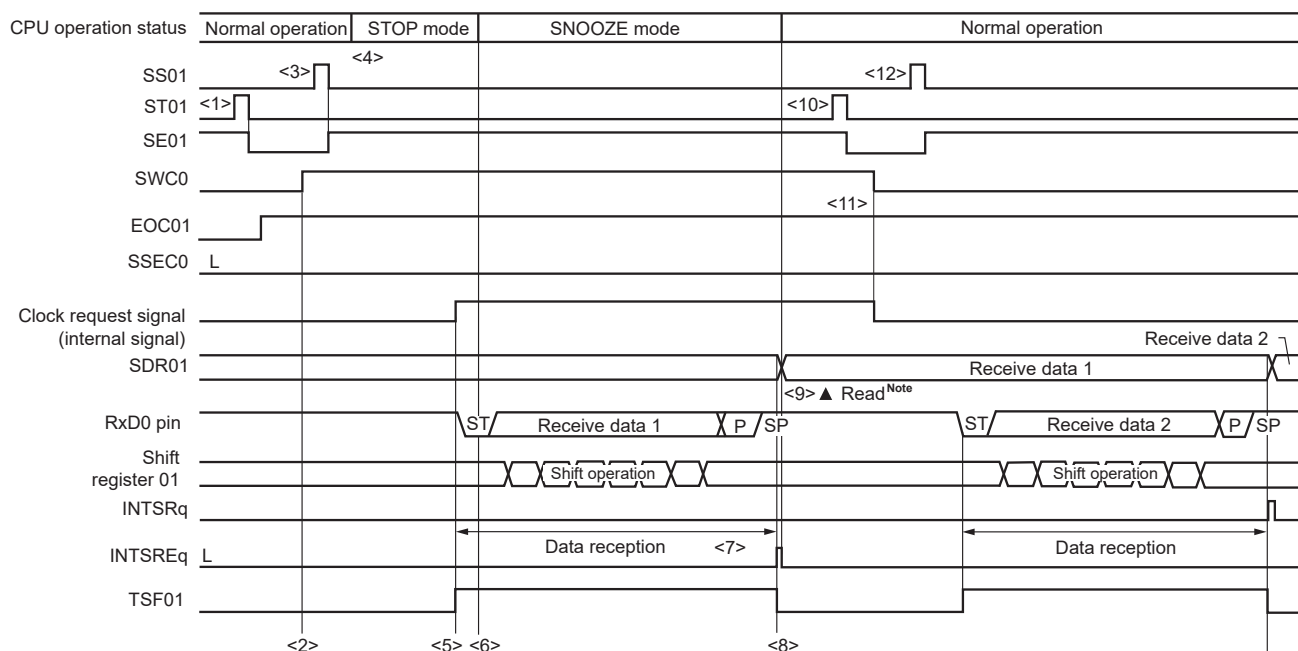 CPU operation status Normal operation STOP mode SNOOZE mode Normal operation
<4>
SS01 <3> <12>
ST01 <1> <10>
SE01
SWC0
<11>
EOC01
SSEC0 L
Clock request signal
(internal signal)
Receive data 2
SDR01 Receive data 1
<9> ▲ Read Note
RxD0 pin ST Receive data 1 P SP ST Receive data 2 P SP
Shift
register 01 Shift operation Shift operation
INTSRq
Data reception <7> Data reception
INTSREq L
TSF01
<2> <5> <6> <8>